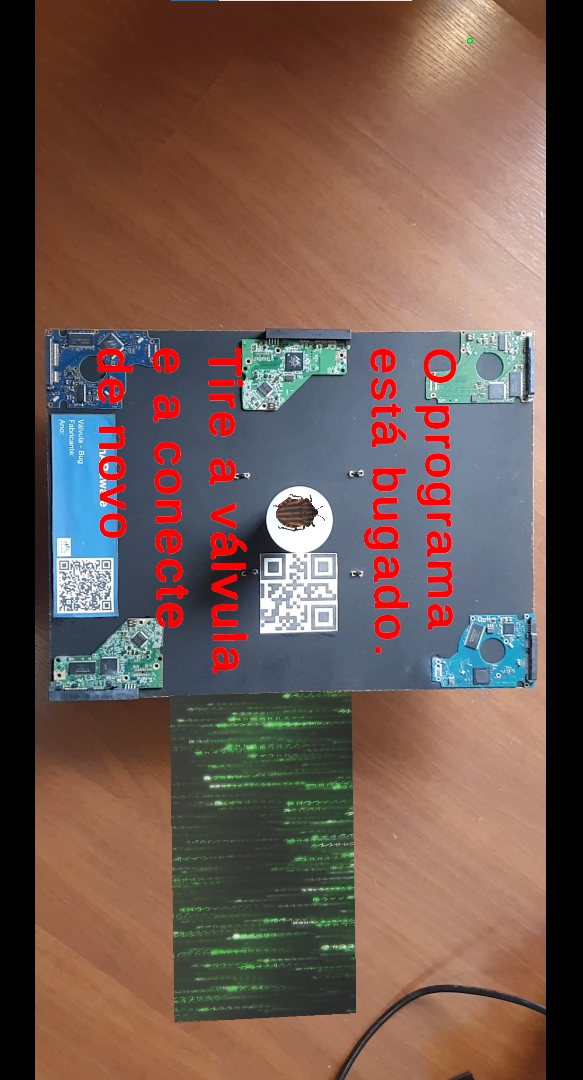 O programa
está bugado.
Tire a válvula
e a conecte
de novo
Válvula - Bug
Fabricante:
Ano: